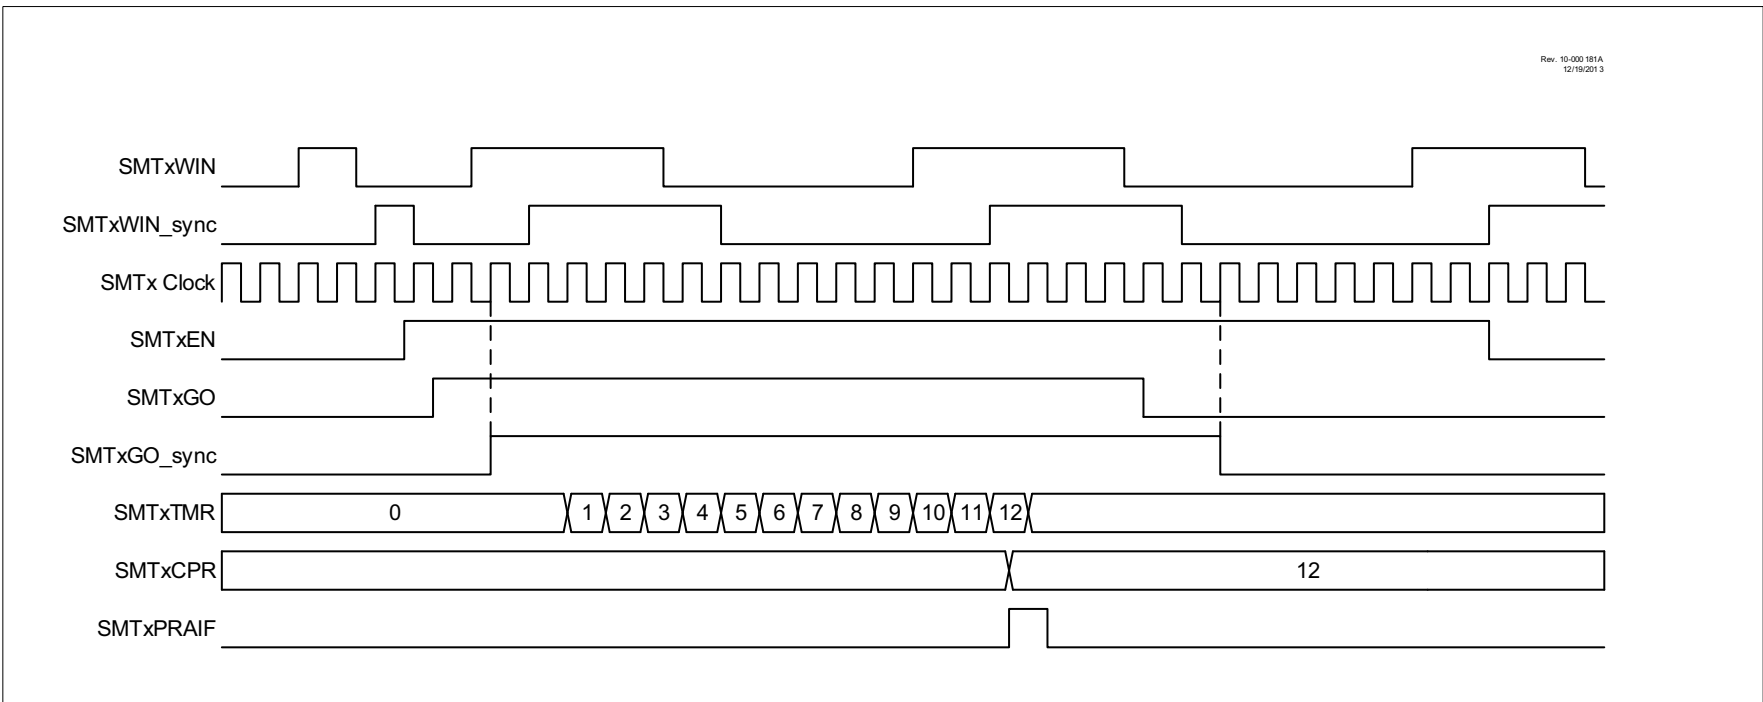 Rev. 10-000 181A
12/19/201 3
SMTxWIN
SMTxWIN_sync
SMTx Clock
SMTxEN
SMTxGO
SMTxGO_sync
SMTxTMR 0 1 2 3 4 5 6 7 8 9 10 11 12
SMTxCPR 12
SMTxPRAIF